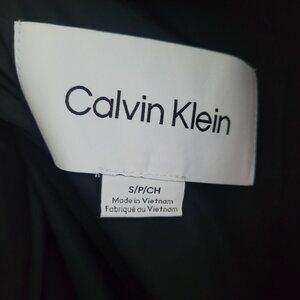 Calvin Klein
S/P/CH
Made in Vietnam
Fabriqué au Vietnam